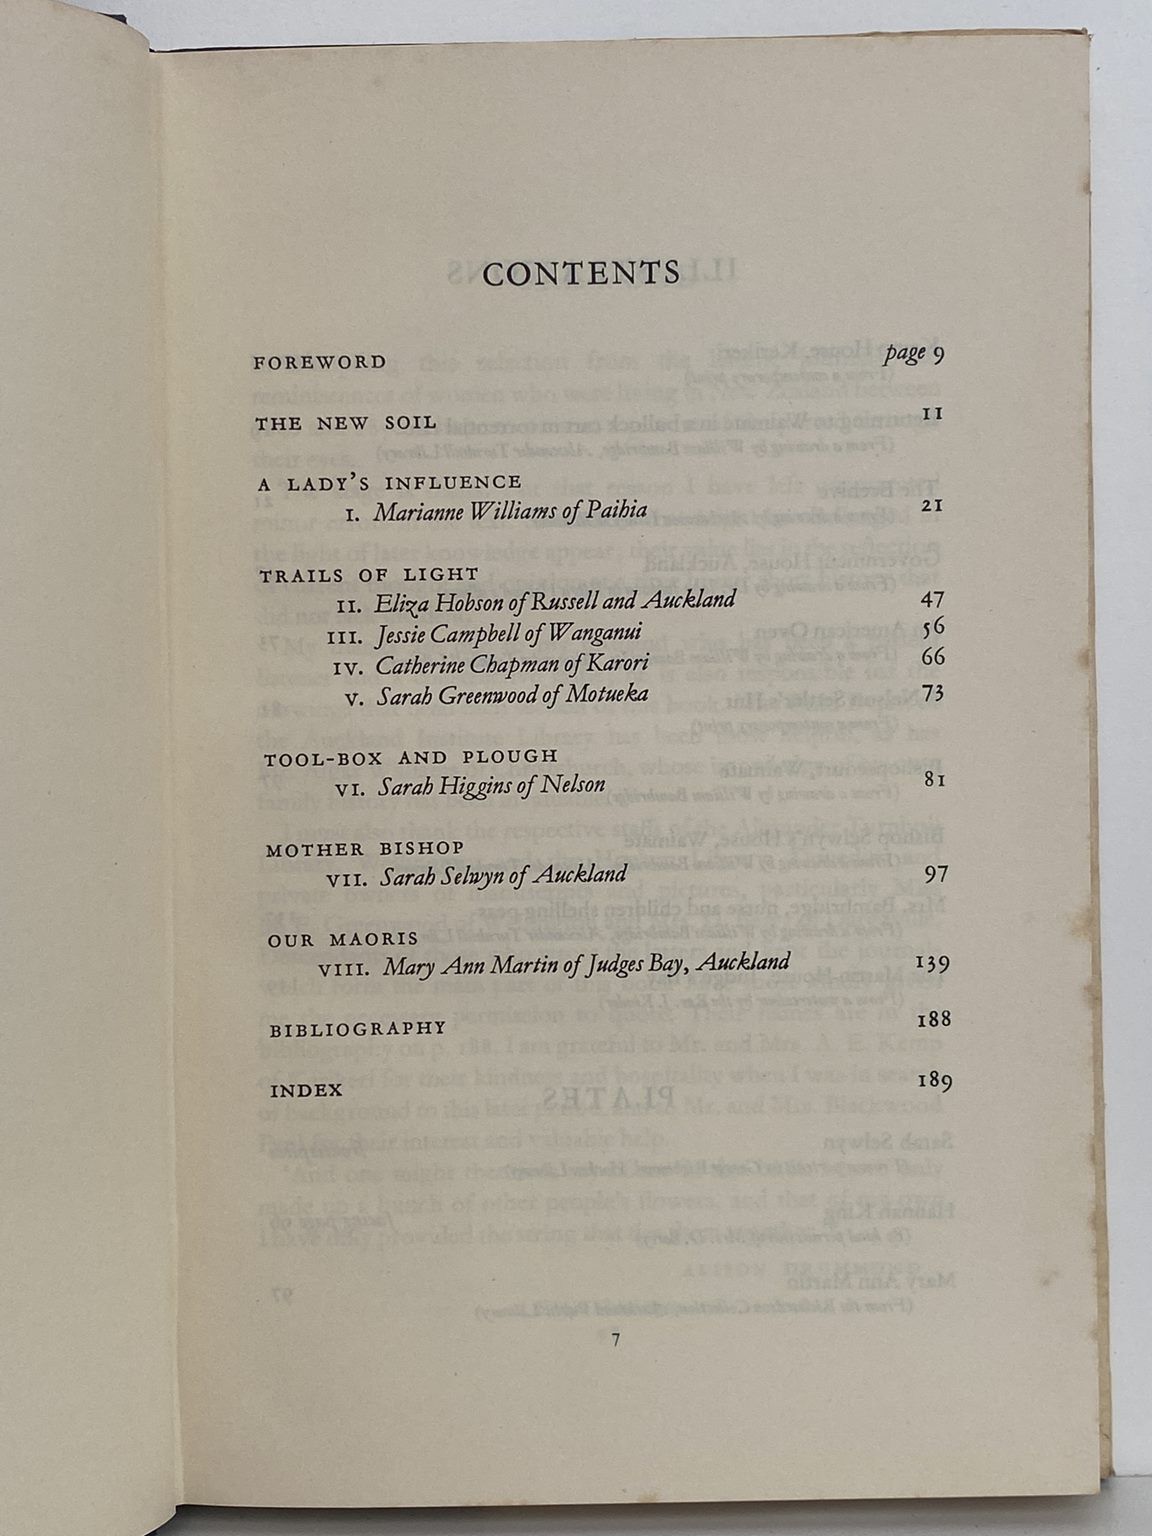 CONTENTS
FOREWORD page 9
THE NEW SOIL 11
A LADY'S INFLUENCE
I. Marianne Williams of Paihia 21
TRAILS OF LIGHT
II. Eliza Hobson of Russell and Auckland 47
III. Jessie Campbell of Wanganui 56
IV. Catherine Chapman of Karori 66
V. Sarah Greenwood of Motueka 73
TOOL-BOX AND PLOUGH
VI. Sarah Higgins of Nelson 81
MOTHER BISHOP
VII. Sarah Selwyn of Auckland 97
OUR MAORIS
VIII. Mary Ann Martin of Judges Bay, Auckland 139
BIBLIOGRAPHY 188
INDEX 189
7